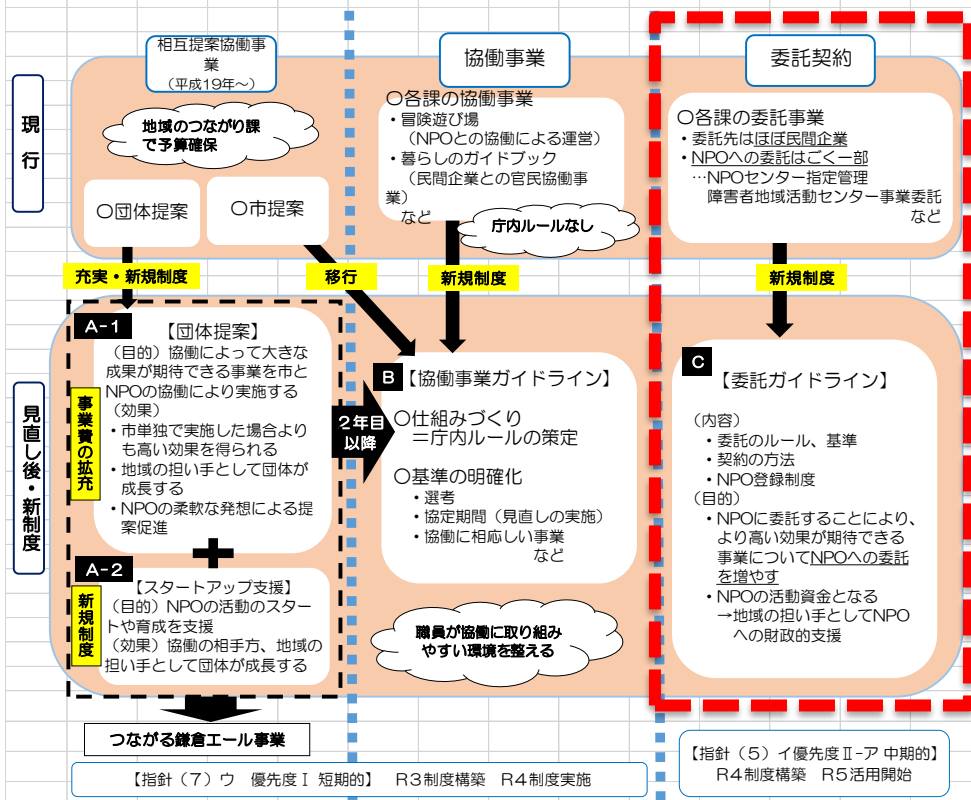 相互提案協働事
業
(平成19年~)
協働事業
委託契約
現行
地域のつながり課
で予算確保
〇団体提案
〇市提案
〇各課の協働事業
・冒険遊び場
(NPOとの協働による運営)
・暮らしのガイドブック
(民間企業との官民協働事
業)
など
庁内ルールなし
〇各課の委託事業
・委託先はほぼ民間企業
・NPOへの委託はごく一部
…NPOセンター指定管理
障害者地域活動センター事業委託
など
充実・新規制度
移行
新規制度
新規制度
見直し後・新制度
A-1
【団体提案】
(目的)協働によって大きな
成果が期待できる事業を市と
NPOの協働により実施する
(効果)
・市単独で実施した場合より
も高い効果を得られる
・地域の担い手として団体が
成長する
・NPOの柔軟な発想による提
案促進
事業費の拡充
A-2
【スタートアップ支援】
(目的)NPOの活動のスター
トや育成を支援
(効果)協働の相手方、地域の
担い手として団体が成長する
新規制度
2年目
以降
B
【協働事業ガイドライン】
〇仕組みづくり
=庁内ルールの策定
〇基準の明確化
・選考
・協定期間(見直しの実施)
・協働に相応しい事業
など
職員が協働に取り組み
やすい環境を整える
C
【委託ガイドライン】
(内容)
・委託のルール、基準
・契約の方法
・NPO登録制度
(目的)
・NPOに委託することにより、
より高い効果が期待できる
事業についてNPOへの委託
を増やす
・NPOの活動資金となる
→地域の担い手としてNPO
への財政的支援
つながる鎌倉エール事業
【指針(7)ウ 優先度Ⅰ 短期的】 R3制度構築 R4制度実施
【指針(5)イ優先度Ⅱ-ア 中期的】
R4制度構築 R5活用開始